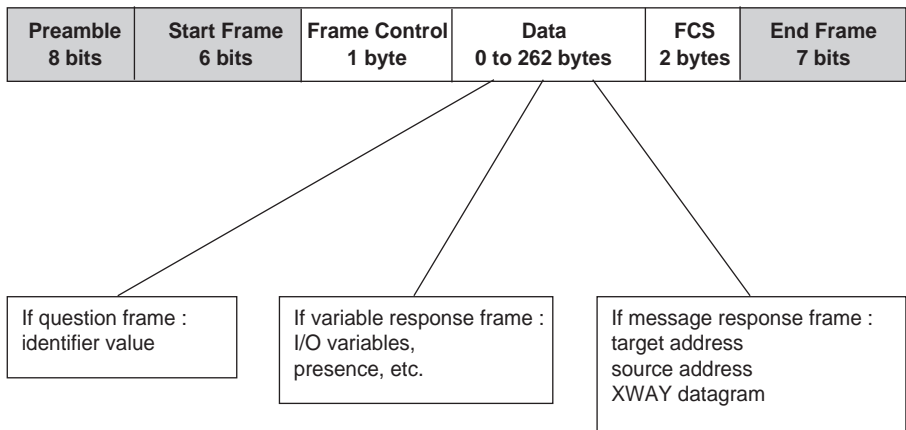 Preamble Start Frame Frame Control Data FCS End Frame
8 bits 6 bits 1 byte 0 to 262 bytes 2 bytes 7 bits
If question frame :
identifier value
If variable response frame :
I/O variables,
presence, etc.
If message response frame :
target address
source address
XWAY datagram